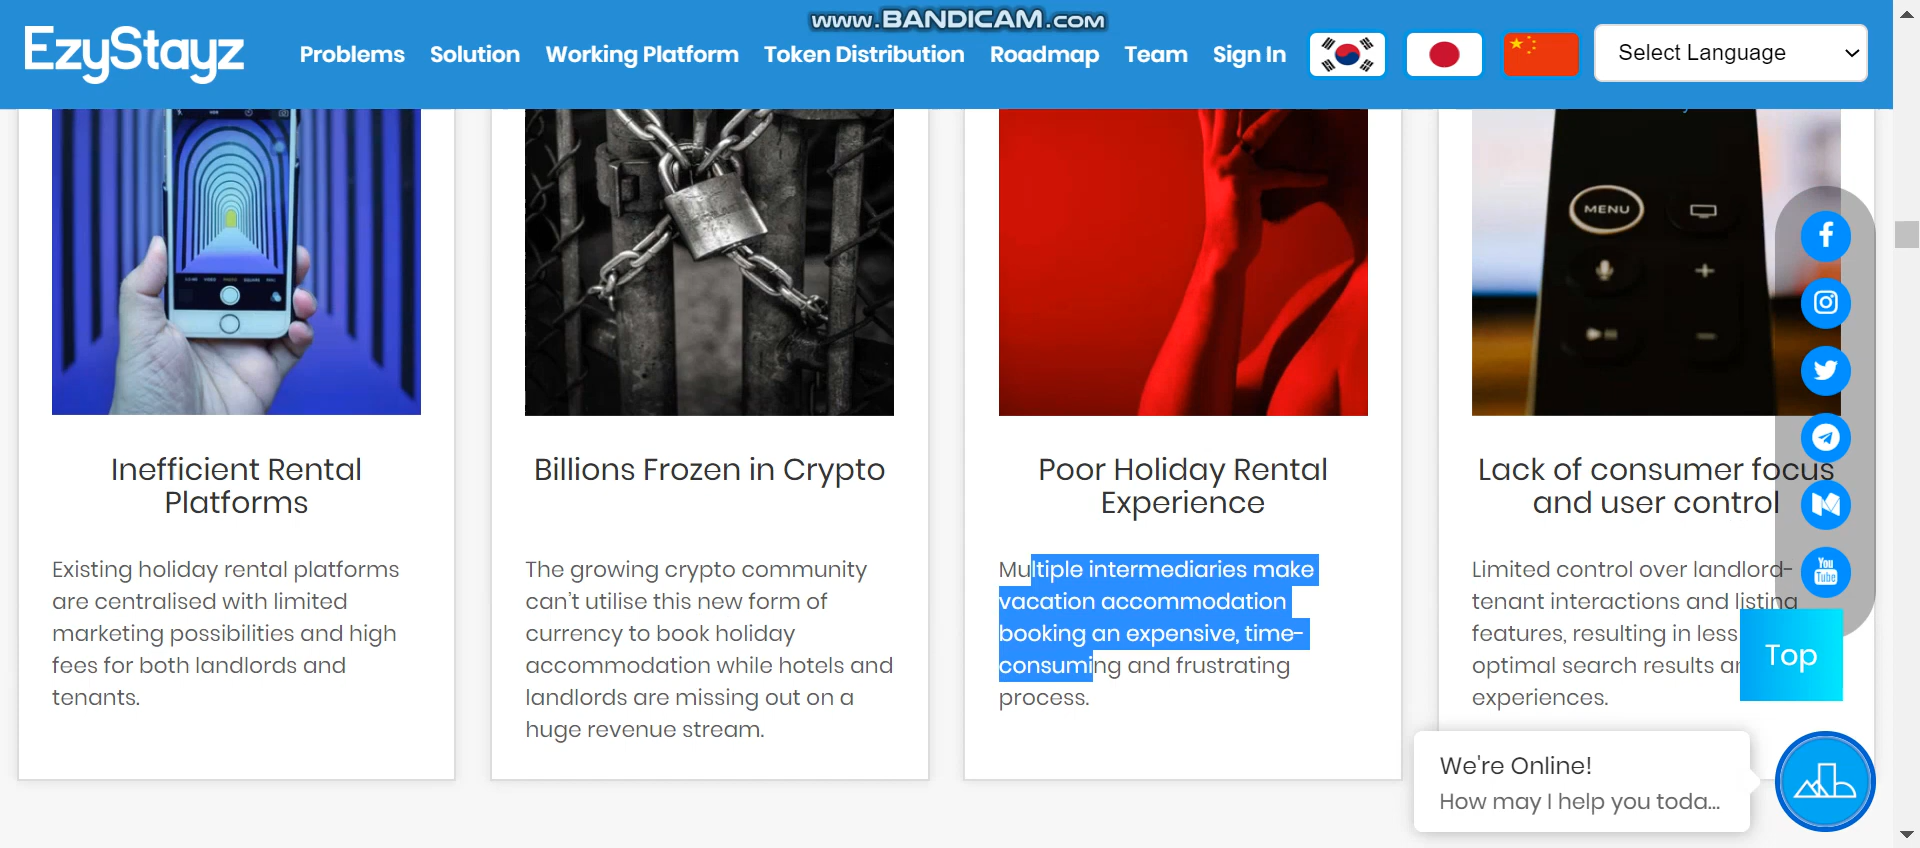 www.BANDICAM.com
EzyStayz
Problems
Solution
Working Platform
Token Distribution
Roadmap
Team
Sign In
Select Language
MENU
Inefficient Rental
Platforms
Existing holiday rental platforms
are centralised with limited
marketing possibilities and high
fees for both landlords and
tenants.
Billions Frozen in Crypto
The growing crypto community
can’t utilise this new form of
currency to book holiday
accommodation while hotels and
landlords are missing out on a
huge revenue stream.
Poor Holiday Rental
Experience
Multiple intermediaries make
vacation accommodation
booking an expensive, time-
consuming and frustrating
process.
Lack of consumer focus
and user control
Limited control over landlord-
tenant interactions and listing
features, resulting in less
optimal search results
experiences.
You
Tube
Top
We're Online!
How may I help you toda...